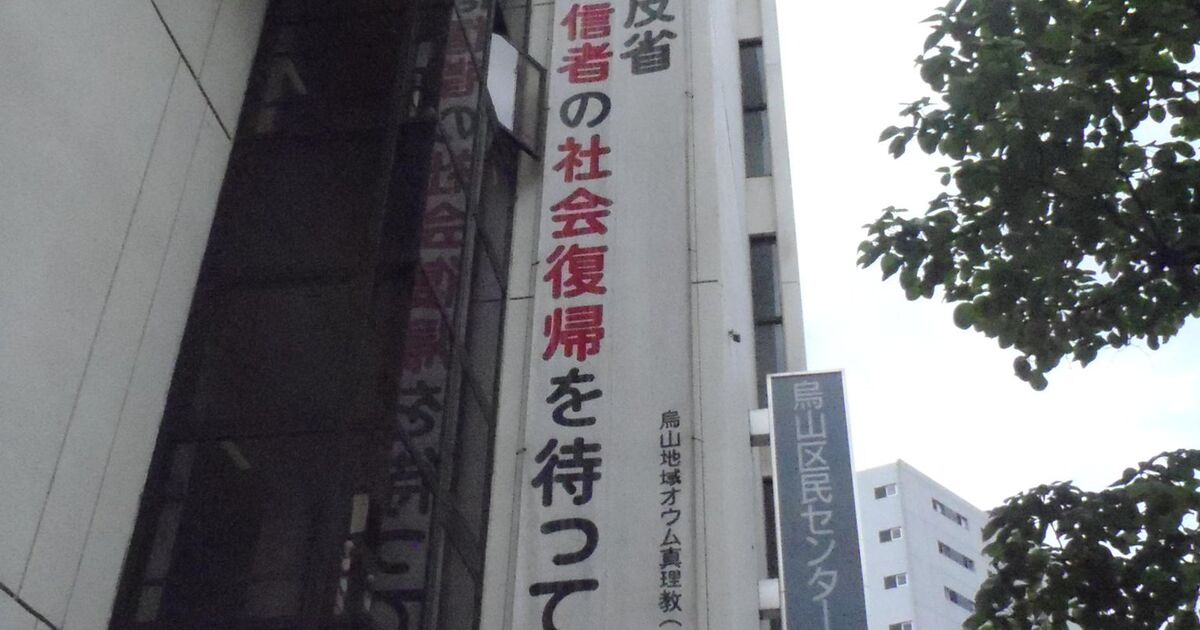 反省
信者の社会復帰を待って
烏山地域オウム真理教(
烏山区民センター